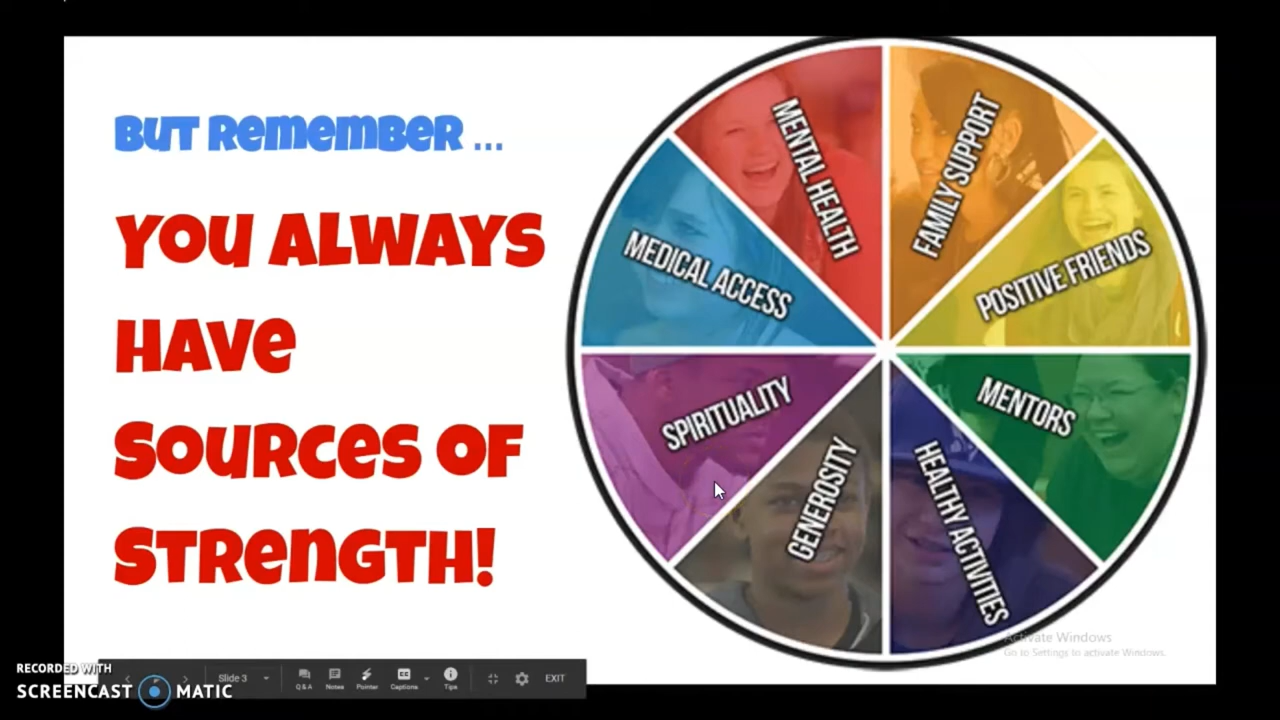 BUT Remember ...
YOU ALWAYS
HAVE
SOURCES OF
STRENGTH!
MENTAL HEALTH
FAMILY SUPPORT
POSITIVE FRIENDS
MEDICAL ACCESS
SPIRITUALITY
MENTORS
GENEROSITY
HEALTHY ACTIVITIES
Activate Windows
Go to Settings to activate Windows.
RECORDED WITH
SCREENCAST MATIC
Slide 3
Q & A
Notes
Pointer
Captions
Tips
EXIT